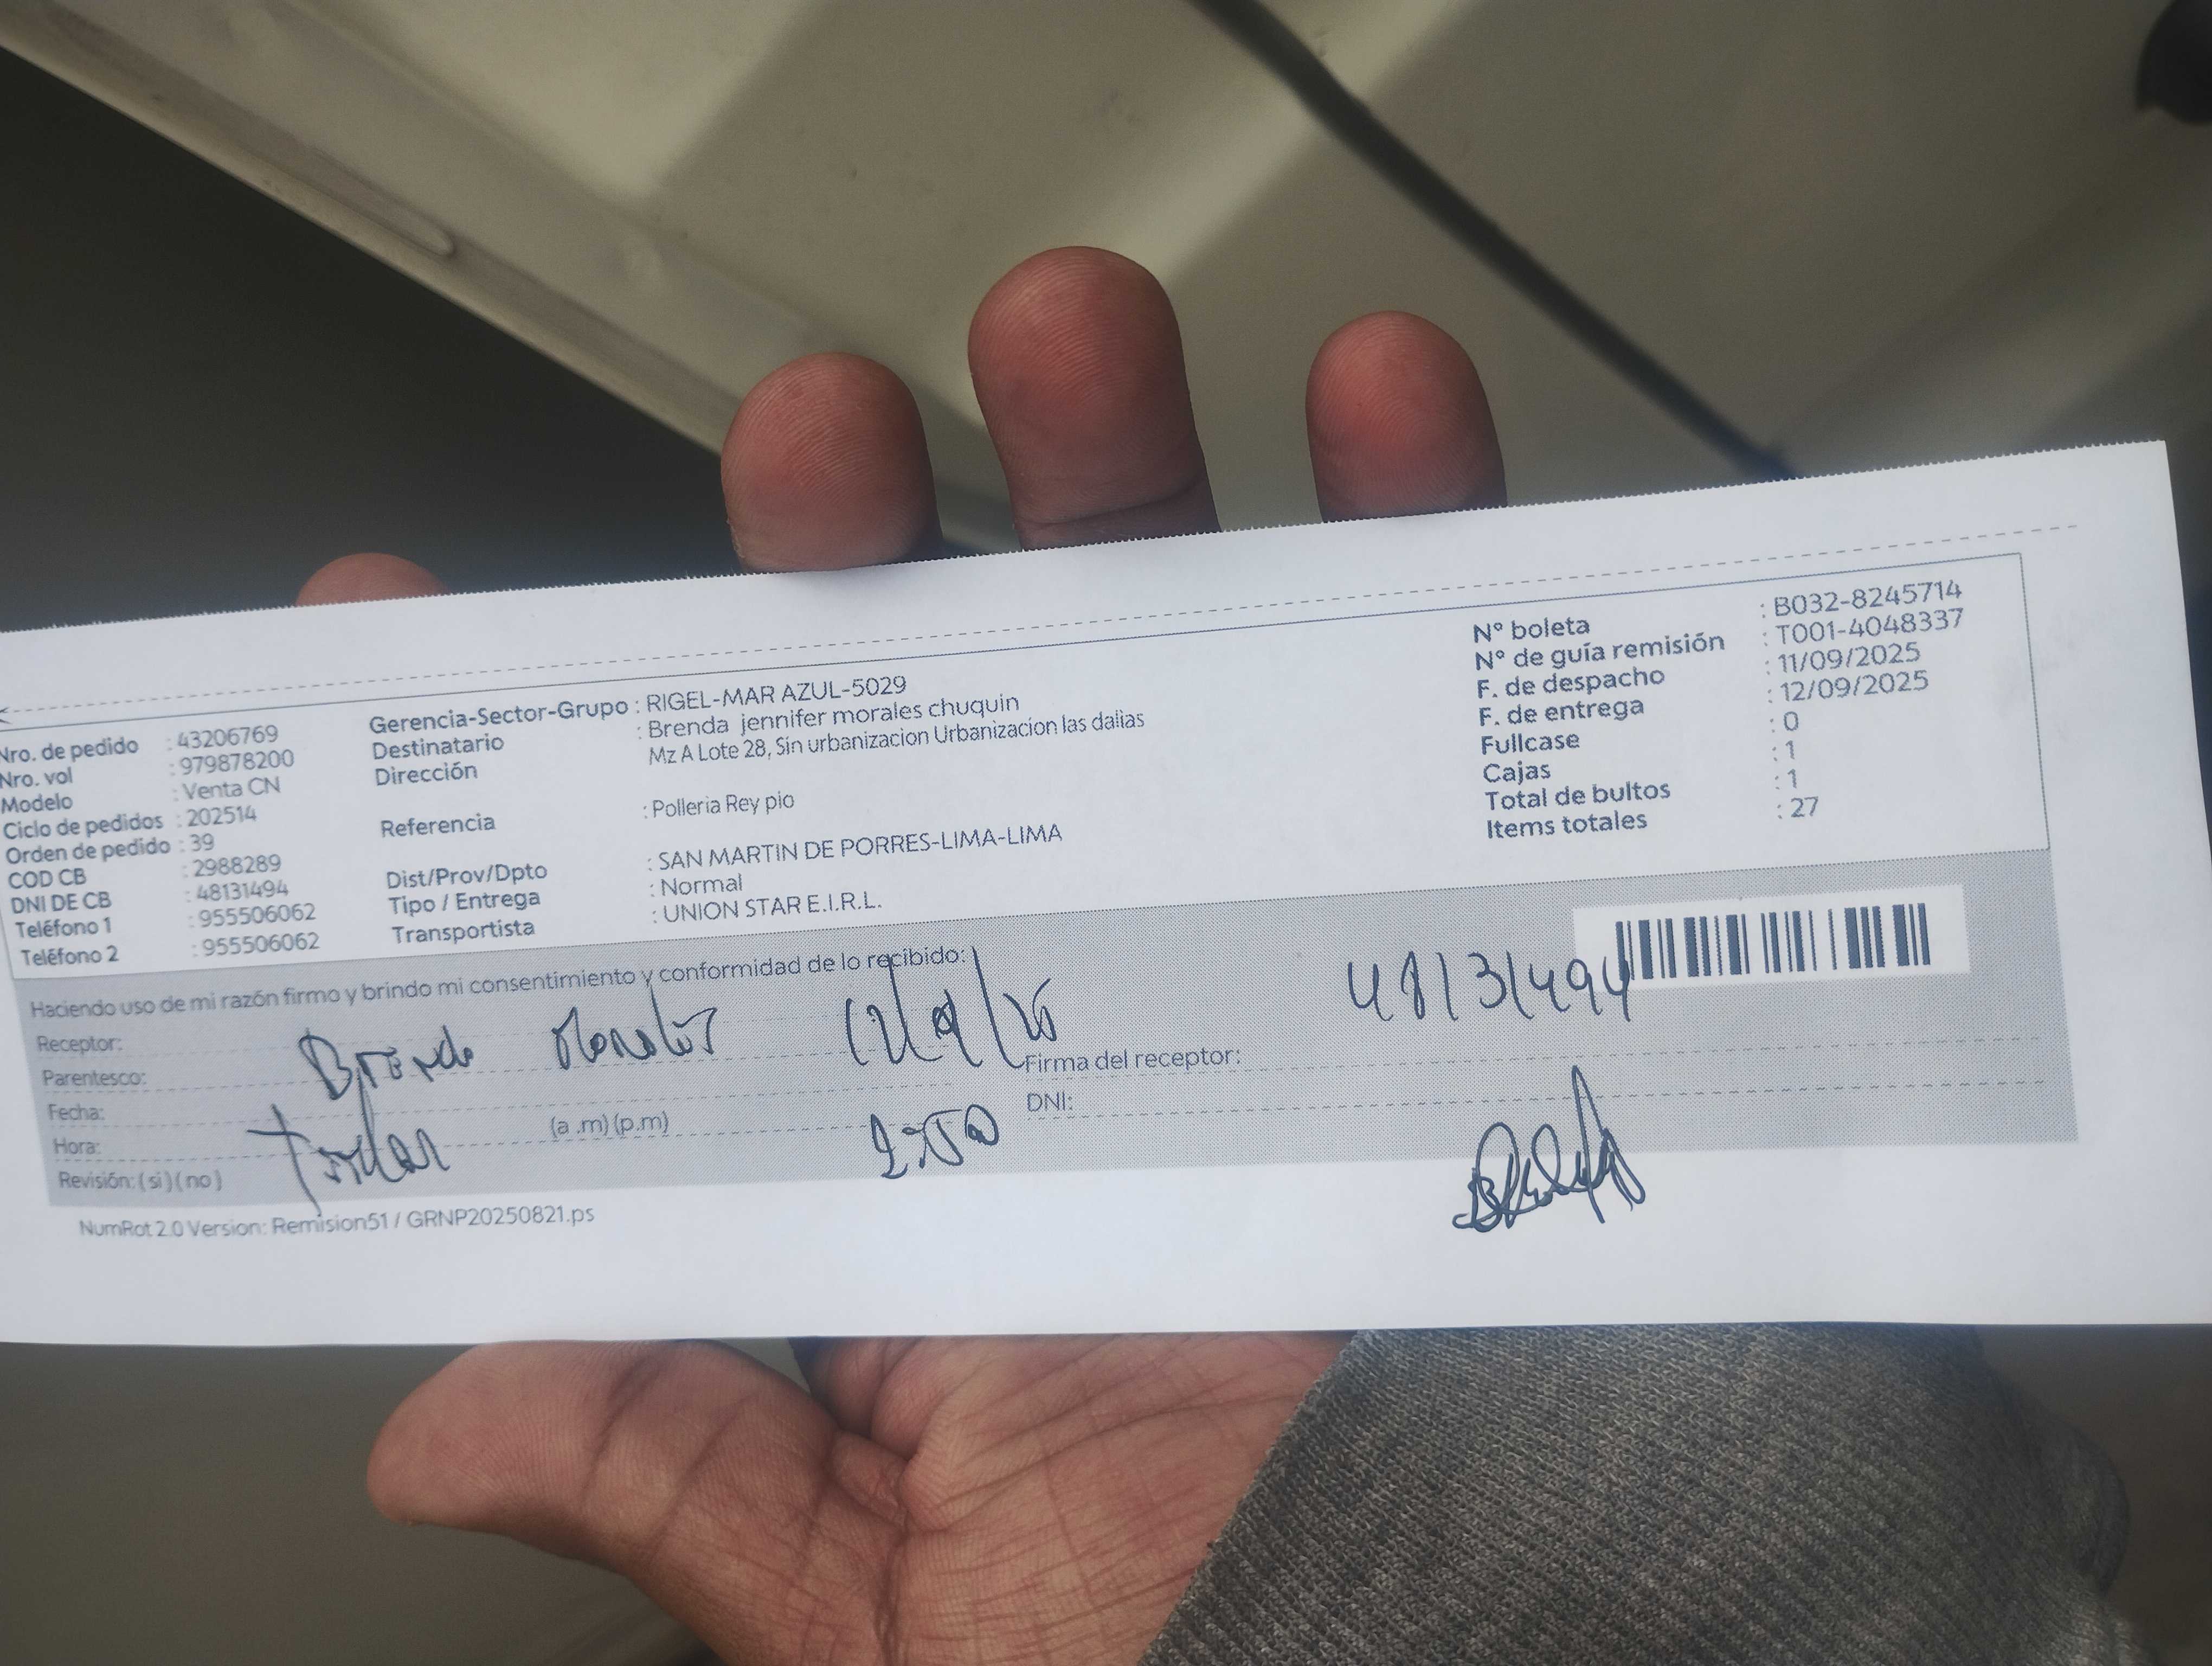 Nro. de pedido : 43206769
Nro. vol : 979878200
Modelo : Venta CN
Ciclo de pedidos : 202514
Orden de pedido : 39
COD CB : 2988289
DNI DE CB : 48131494
Teléfono 1 : 955506062
Teléfono 2 : 955506062
Gerencia-Sector-Grupo : RIGEL-MAR AZUL-5029
Destinatario : Brenda jennifer morales chuquin
Dirección Mz A Lote 28, Sin urbanizacion Urbanizacion las dalias
Referencia : Polleria Rey pio
Dist/Prov/Dpto : SAN MARTIN DE PORRES-LIMA-LIMA
Tipo / Entrega : Normal
Transportista : UNION STAR E.I.R.L.
N° boleta : B032-8245714
N° de guía remisión : T001-4048337
F. de despacho : 11/09/2025
F. de entrega : 12/09/2025
Fullcase : 0
Cajas : 1
Total de bultos : 1
Items totales : 27
Haciendo uso de mi razón firmo y brindo mi consentimiento y conformidad de lo recibido:
Receptor:
Parentesco:
Fecha:
Hora: (a .m) (p.m)
Revisión: ( si ) ( no )
Brenda Morales
Titular
2:50
48131494
Firma del receptor:
DNI:
NumRot 2.0 Version: Remision51 / GRNP20250821.ps